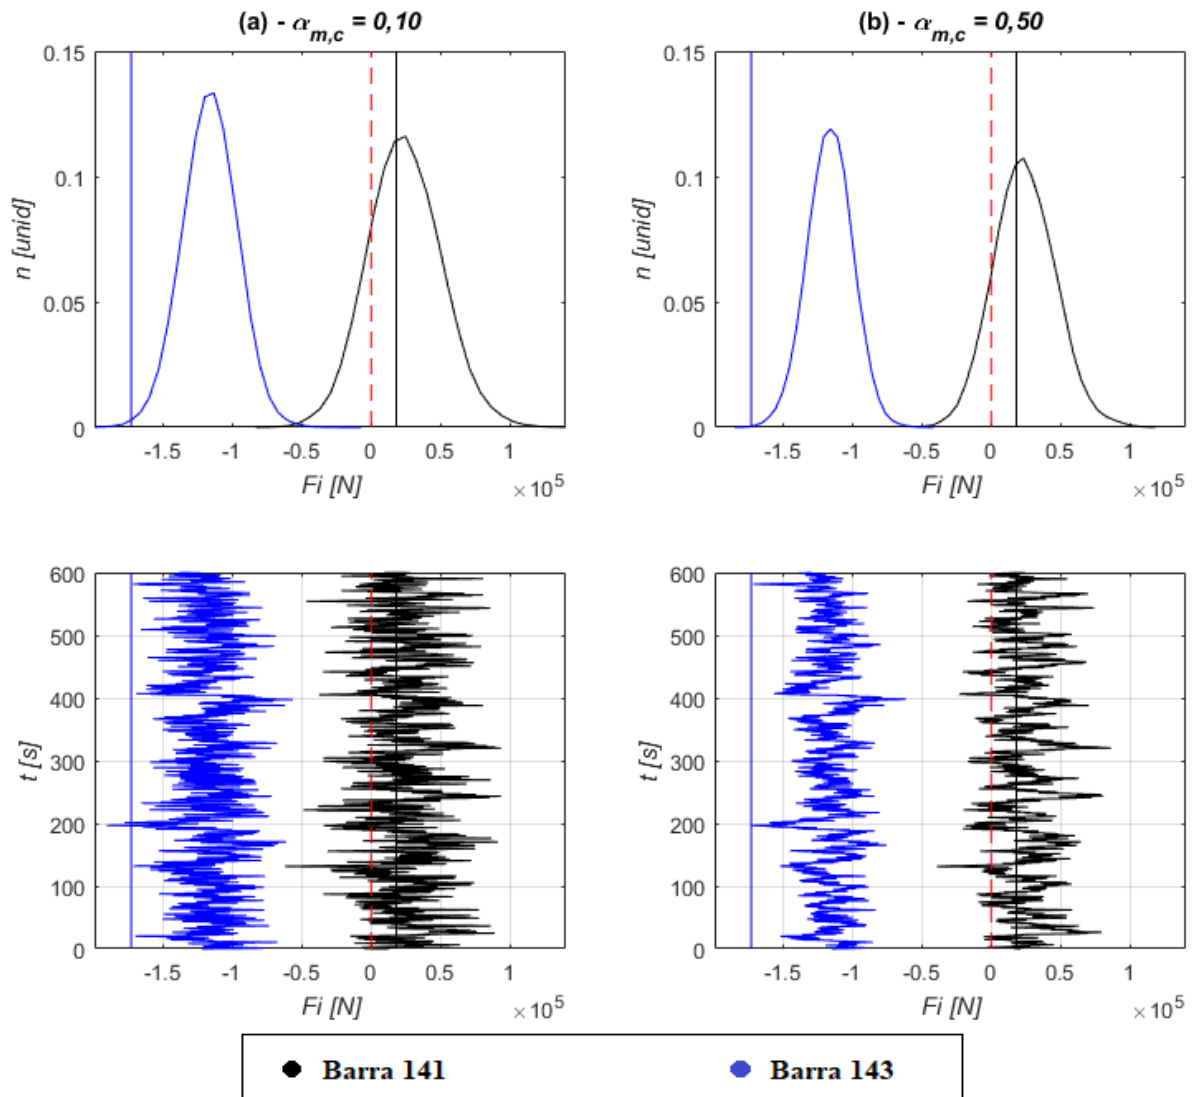 (a) - α_{m,c} = 0,10
(b) - α_{m,c} = 0,50
0.15
0.1
0.05
0
n [unid]
-1.5 -1 -0.5 0 0.5 1
Fi [N]
×10^5
0.15
0.1
0.05
0
n [unid]
-1.5 -1 -0.5 0 0.5 1
Fi [N]
×10^5
600
500
400
300
200
100
0
t [s]
-1.5 -1 -0.5 0 0.5 1
Fi [N]
×10^5
600
500
400
300
200
100
0
t [s]
-1.5 -1 -0.5 0 0.5 1
Fi [N]
×10^5
Barra 141
Barra 143